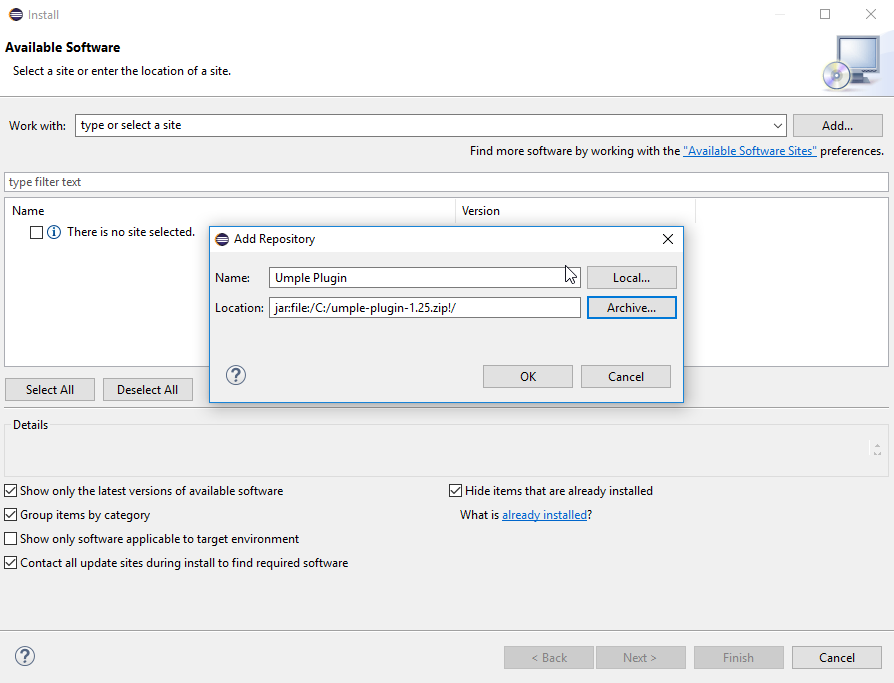 Install
Available Software
Select a site or enter the location of a site.
Work with: type or select a site Add...
Find more software by working with the "Available Software Sites" preferences.
type filter text
Name Version
There is no site selected.
Add Repository
Name: Umple Plugin Local...
Location: jar:file:/C:/umple-plugin-1.25.zip!/ Archive...
? OK Cancel
Select All Deselect All
Details
Show only the latest versions of available software Hide items that are already installed
Group items by category What is already installed?
Show only software applicable to target environment
Contact all update sites during install to find required software
? < Back Next > Finish Cancel